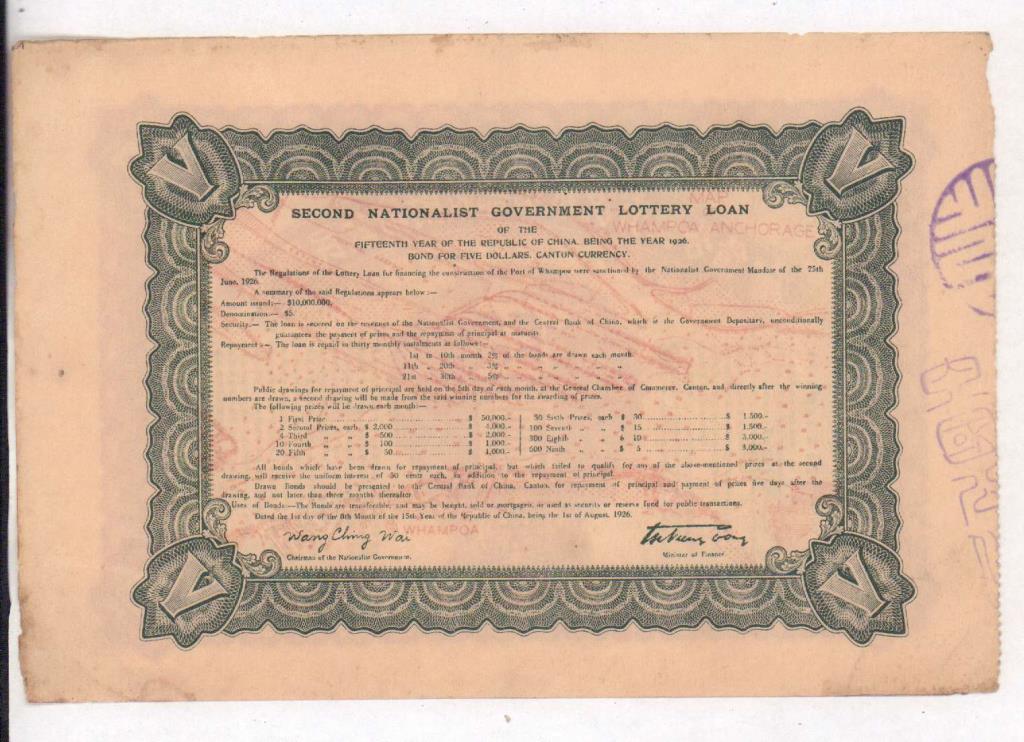 SECOND NATIONALIST GOVERNMENT LOTTERY LOAN
OF THE
FIFTEENTH YEAR OF THE REPUBLIC OF CHINA, BEING THE YEAR 1926.
BOND FOR FIVE DOLLARS, CANTON CURRENCY.
MAP
WHAMPOA ANCHORAGE
The Regulations of the Lottery Loan for financing the construction of the Port of Whampoa were sanctioned by the Nationalist Government Mandate of the 25th
June, 1926.
A summary of the said Regulations appears below :—
Amount issued:— $10,000,000.
Denomination:— $5.
Security.— The loan is secured on the revenues of the Nationalist Government, and the Central Bank of China, which is the Government Depositary, unconditionally
guarantees the payment of prizes and the repayment of principal at maturity.
Repayment :— The loan is repaid in thirty monthly instalments as follows:—
1st to 10th month 2% of the bonds are drawn each month.
11th „ 20th „ 3% „ „ „ „ „ „
21st „ 30th „ 5% „ „ „ „ „ „
Public drawings for repayment of principal are held on the 5th day of each month, at the General Chamber of Commerce, Canton, and directly after the winning
numbers are drawn, a second drawing will be made from the said winning numbers for the awarding of prizes.
The following prizes will be drawn each month:—
1 First Prize $ 50,000.-
2 Second Prizes, each $ 2,000 $ 4,000.-
4 Third „ „ $ 500 $ 2,000.-
10 Fourth „ „ $ 100 $ 1,000.-
20 Fifth „ „ $ 50 $ 1,000.-
50 Sixth Prizes, each $ 30 $ 1,500.-
100 Seventh „ „ $ 15 $ 1,500.-
300 Eighth „ „ $ 10 $ 3,000.-
600 Ninth „ „ $ 5 $ 3,000.-
All bonds which have been drawn for repayment of principal, but which failed to qualify for any of the above-mentioned prizes at the second
drawing, will receive the uniform interest of 50 cents each, in addition to the repayment of principal.
Drawn Bonds should be presented to the Central Bank of China, Canton, for repayment of principal and payment of prizes five days after the
drawing, and not later than three months thereafter.
Uses of Bonds:—The Bonds are transferable, and may be bought, sold or mortgaged, or used as security or reserve fund for public transactions.
Dated the 1st day of the 8th Month of the 15th Year of the Republic of China, being the 1st of August, 1926.
WHAMPOA
Wang Ching Wai
Chairman of the Nationalist Government.
Minister of Finance.
V
V
V
V